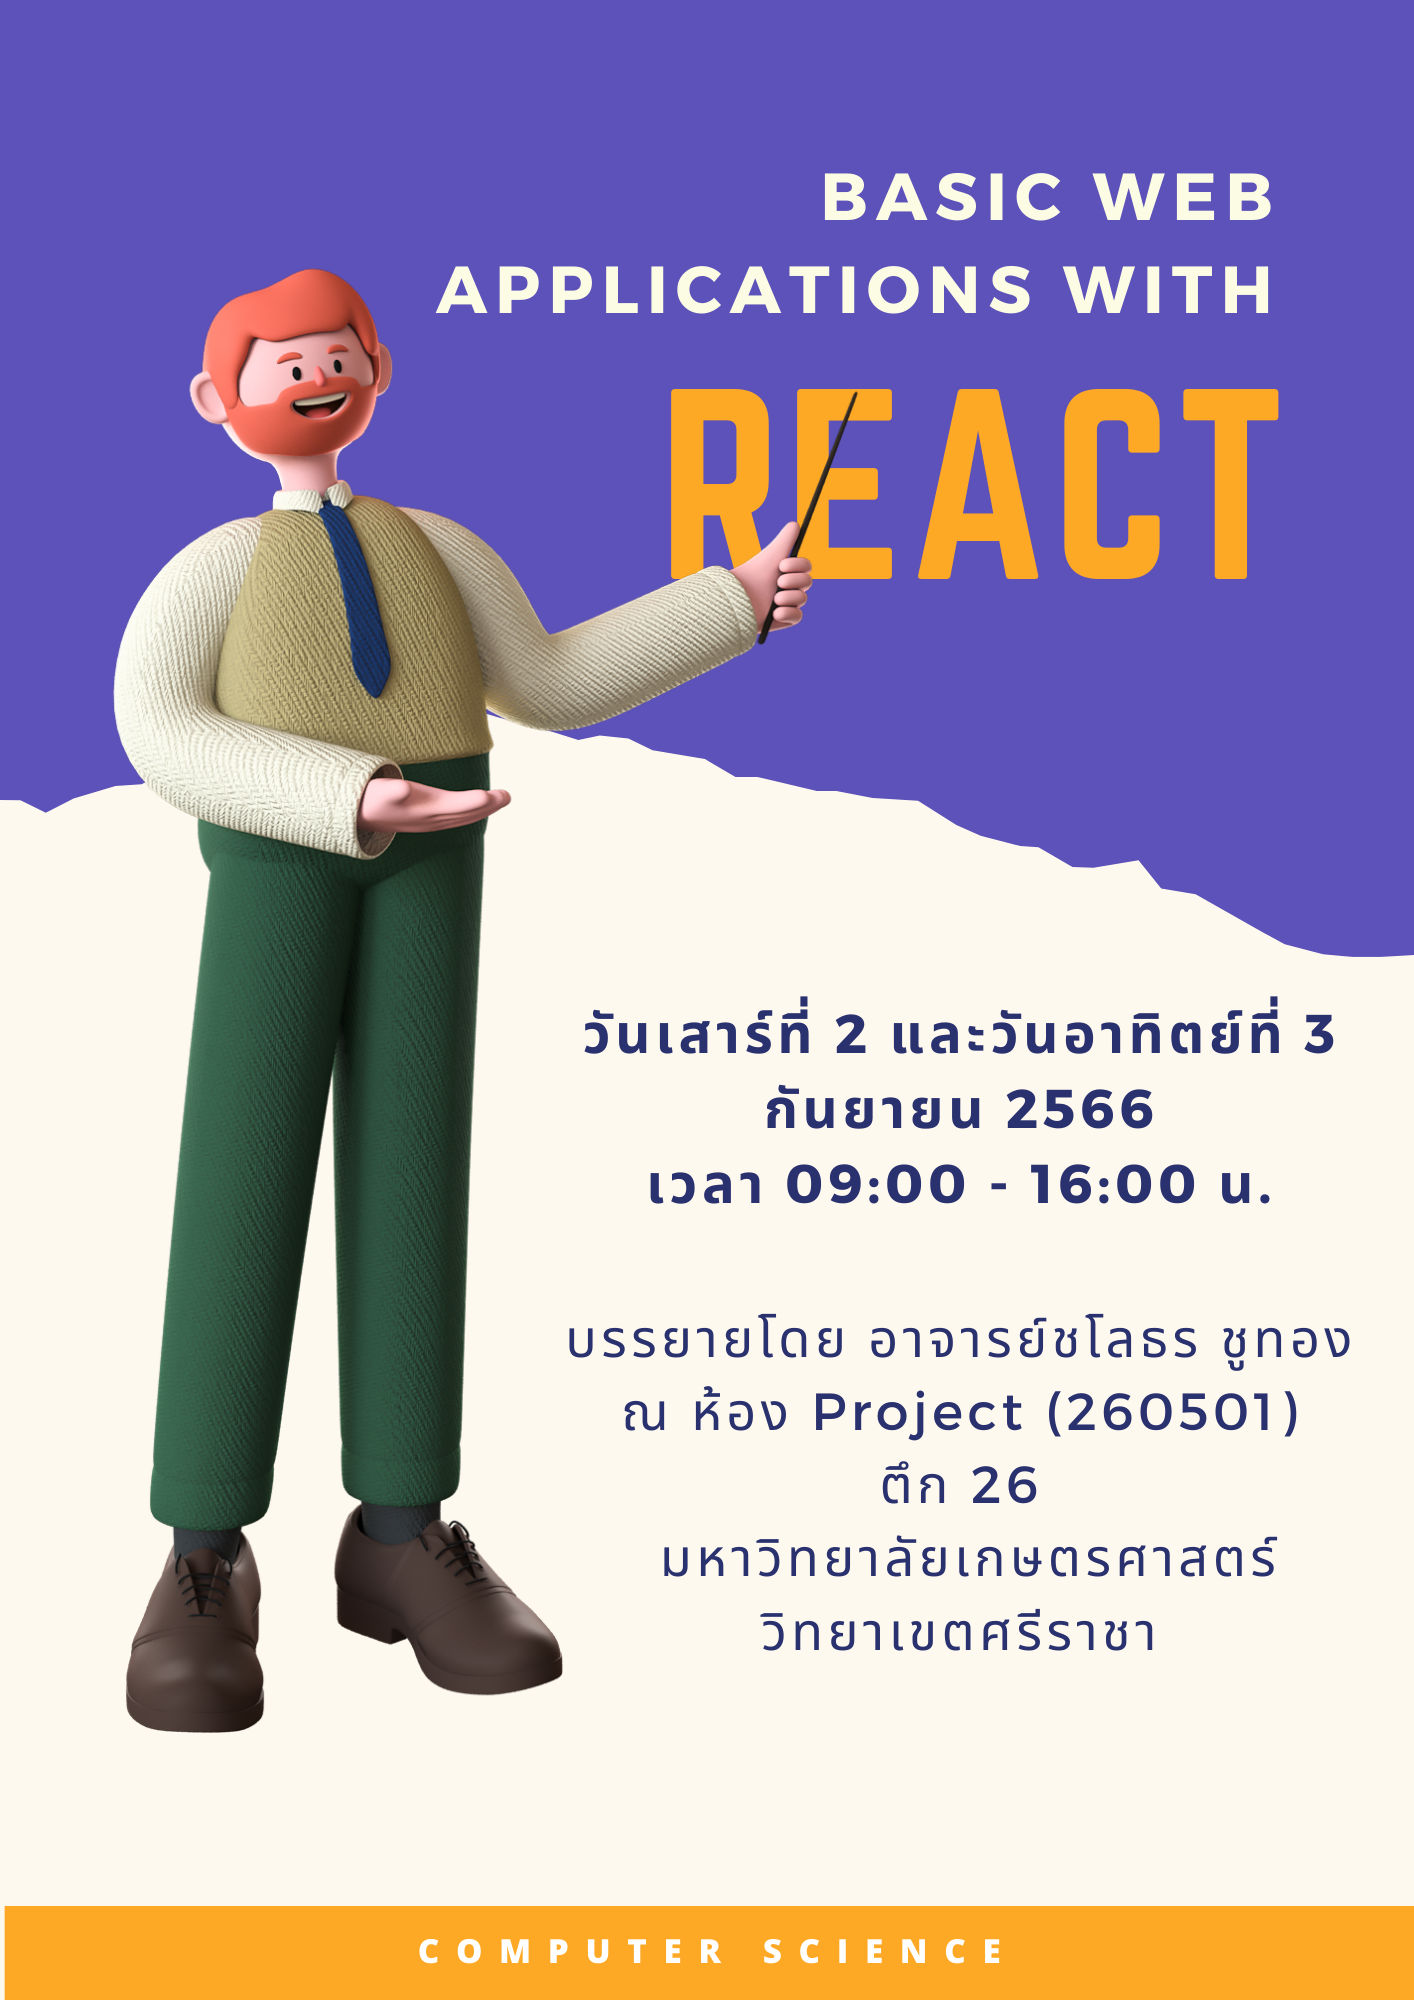 BASIC WEB
APPLICATIONS WITH
REACT
วันเสาร์ที่ 2 และวันอาทิตย์ที่ 3
กันยายน 2566
เวลา 09:00 - 16:00 น.
บรรยายโดย อาจารย์ชโลธร ชูทอง
ณ ห้อง Project (260501)
ตึก 26
มหาวิทยาลัยเกษตรศาสตร์
วิทยาเขตศรีราชา
COMPUTER SCIENCE